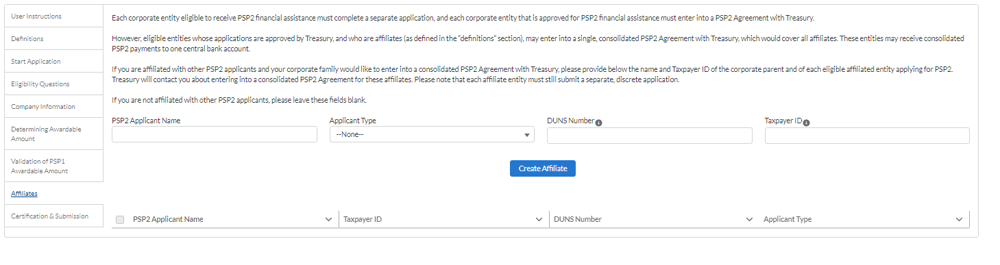 User Instructions
Definitions
Start Application
Eligibility Questions
Company Information
Determining Awardable
Amount
Validation of PSP1
Awardable Amount
Affiliates
Certification & Submission
Each corporate entity eligible to receive PSP2 financial assistance must complete a separate application, and each corporate entity that is approved for PSP2 financial assistance must enter into a PSP2 Agreement with Treasury.
However, eligible entities whose applications are approved by Treasury, and who are affiliates (as defined in the "definitions" section), may enter into a single, consolidated PSP2 Agreement with Treasury, which would cover all affiliates. These entities may receive consolidated
PSP2 payments to one central bank account.
If you are affiliated with other PSP2 applicants and your corporate family would like to enter into a consolidated PSP2 Agreement with Treasury, please provide below the name and Taxpayer ID of the corporate parent and of each eligible affiliated entity applying for PSP2.
Treasury will contact you about entering into a consolidated PSP2 Agreement for these affiliates. Please note that each affiliate entity must still submit a separate, discrete application.
If you are not affiliated with other PSP2 applicants, please leave these fields blank.
PSP2 Applicant Name Applicant Type DUNS Number Taxpayer ID
--None--
Create Affiliate
PSP2 Applicant Name Taxpayer ID DUNS Number Applicant Type